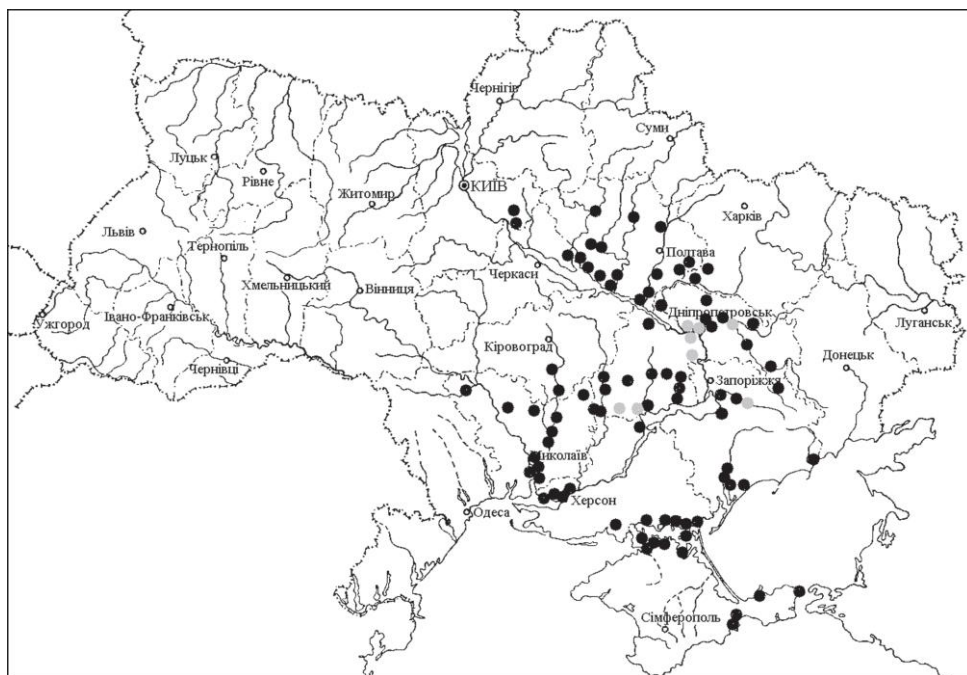 Чернігів
Суми
Луцьк
Рівне
КИЇВ
Житомир
Харків
Львів
Тернопіль
Полтава
Черкаси
Хмельницький
Вінниця
Ужгород
Івано-Франківськ
Дніпропетровськ
Луганськ
Кіровоград
Донецьк
Чернівці
Запоріжжя
Миколаїв
Херсон
Одеса
Сімферополь